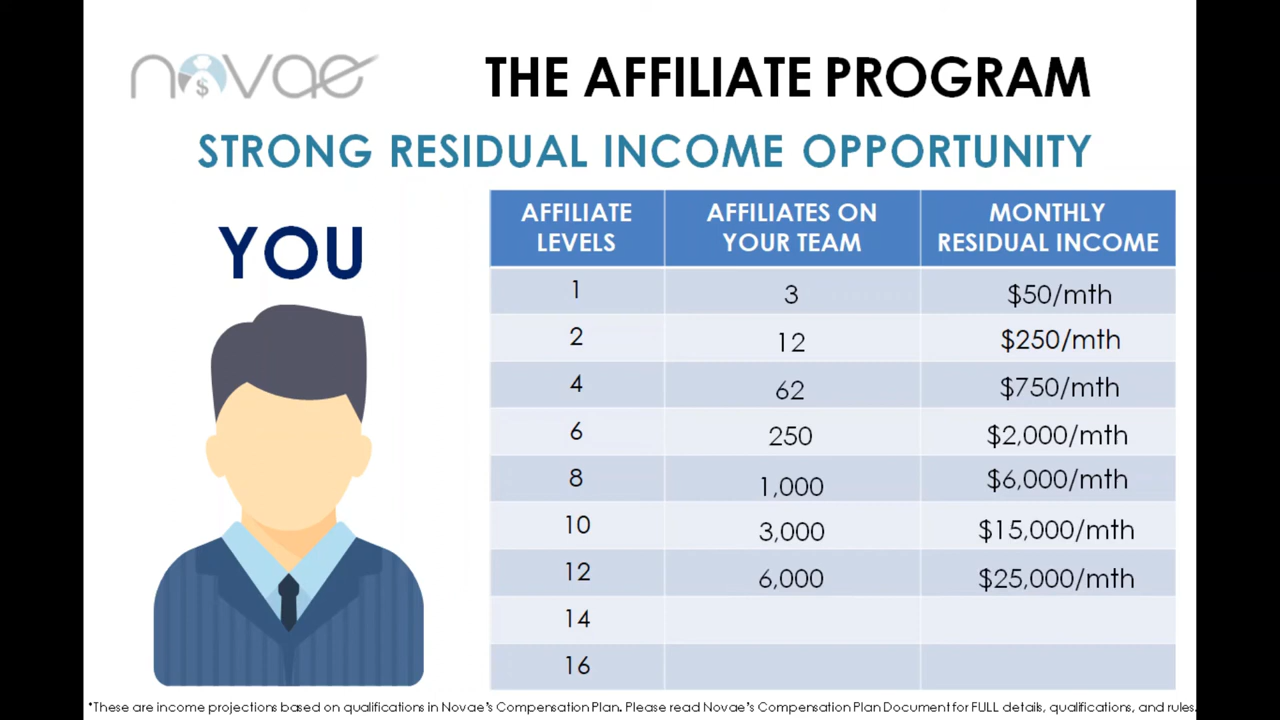 novae
$
THE AFFILIATE PROGRAM
STRONG RESIDUAL INCOME OPPORTUNITY
YOU
AFFILIATE LEVELS AFFILIATES ON YOUR TEAM MONTHLY RESIDUAL INCOME
1 3 $50/mth
2 12 $250/mth
4 62 $750/mth
6 250 $2,000/mth
8 1,000 $6,000/mth
10 3,000 $15,000/mth
12 6,000 $25,000/mth
14
16
*These are income projections based on qualifications in Novae's Compensation Plan. Please read Novae's Compensation Plan Document for FULL details, qualifications, and rules.